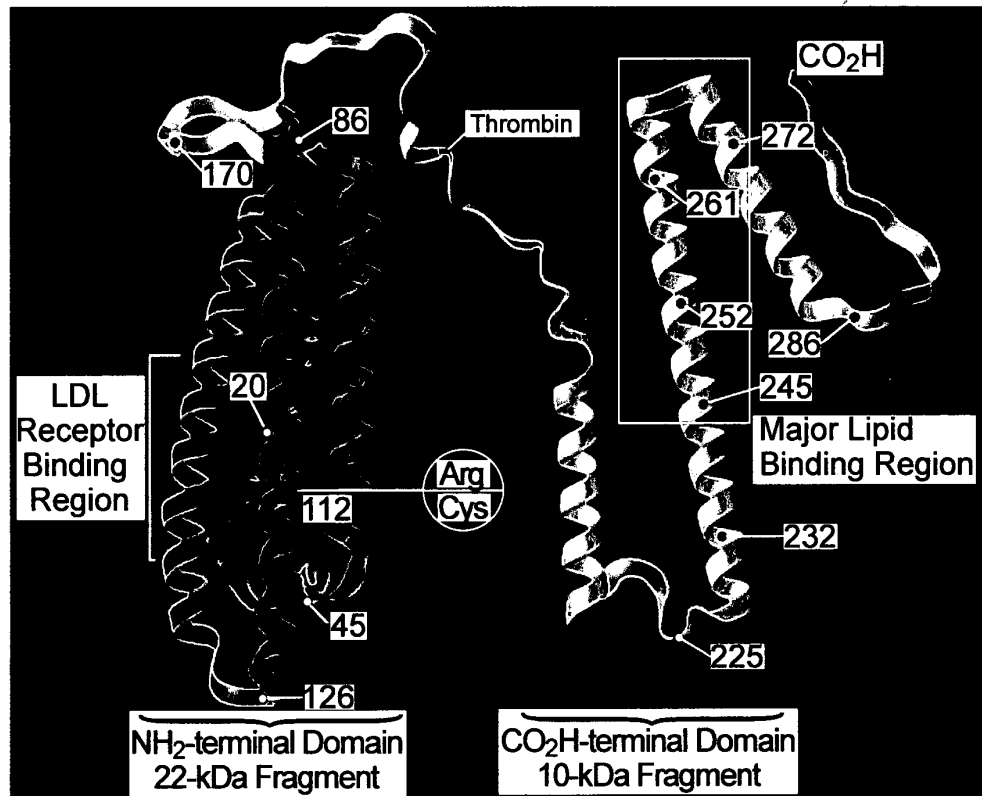 CO₂H
86
Thrombin
272
170
261
252
286
20
245
LDL
Receptor
Binding
Region
Major Lipid
Binding Region
Arg
Cys
112
232
45
225
126
NH₂-terminal Domain
22-kDa Fragment
CO₂H-terminal Domain
10-kDa Fragment